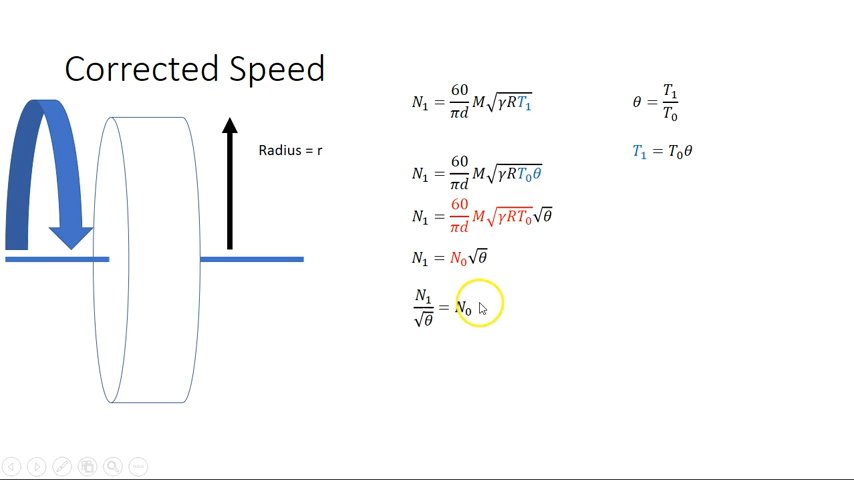 Corrected Speed
Radius = r
N₁ = 60/πd M√γRT₁
θ = T₁/T₀
T₁ = T₀θ
N₁ = 60/πd M√γRT₀θ
N₁ = 60/πd M√γRT₀√θ
N₁ = N₀√θ
N₁/√θ = N₀